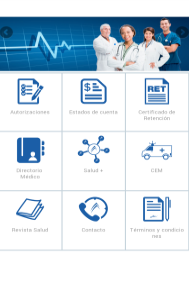 Autorizaciones
Estados de cuenta
Certificado de
Retención
RET
Directorio
Médico
Salud +
CEM
Revista Salud
Contacto
Términos y condicio
nes